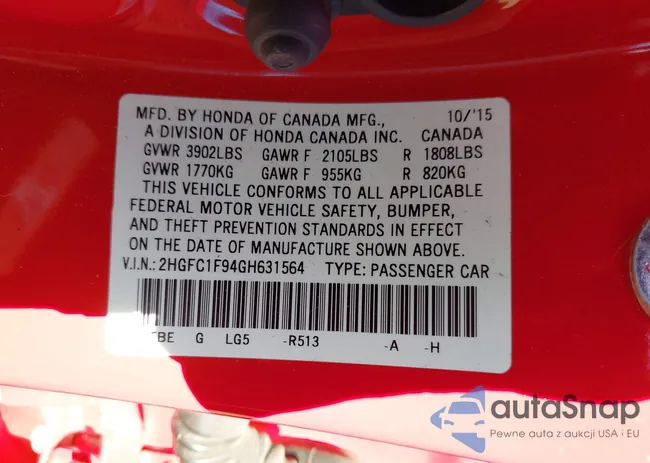 MFD. BY HONDA OF CANADA MFG., 10/'15
A DIVISION OF HONDA CANADA INC. CANADA
GVWR 3902LBS GAWR F 2105LBS R 1808LBS
GVWR 1770KG GAWR F 955KG R 820KG
THIS VEHICLE CONFORMS TO ALL APPLICABLE
FEDERAL MOTOR VEHICLE SAFETY, BUMPER,
AND THEFT PREVENTION STANDARDS IN EFFECT
ON THE DATE OF MANUFACTURE SHOWN ABOVE.
V.I.N.: 2HGFC1F94GH631564 TYPE: PASSENGER CAR
G LG5 -R513 -A -H
autoSnap
Pewne auta z aukcji USA i EU